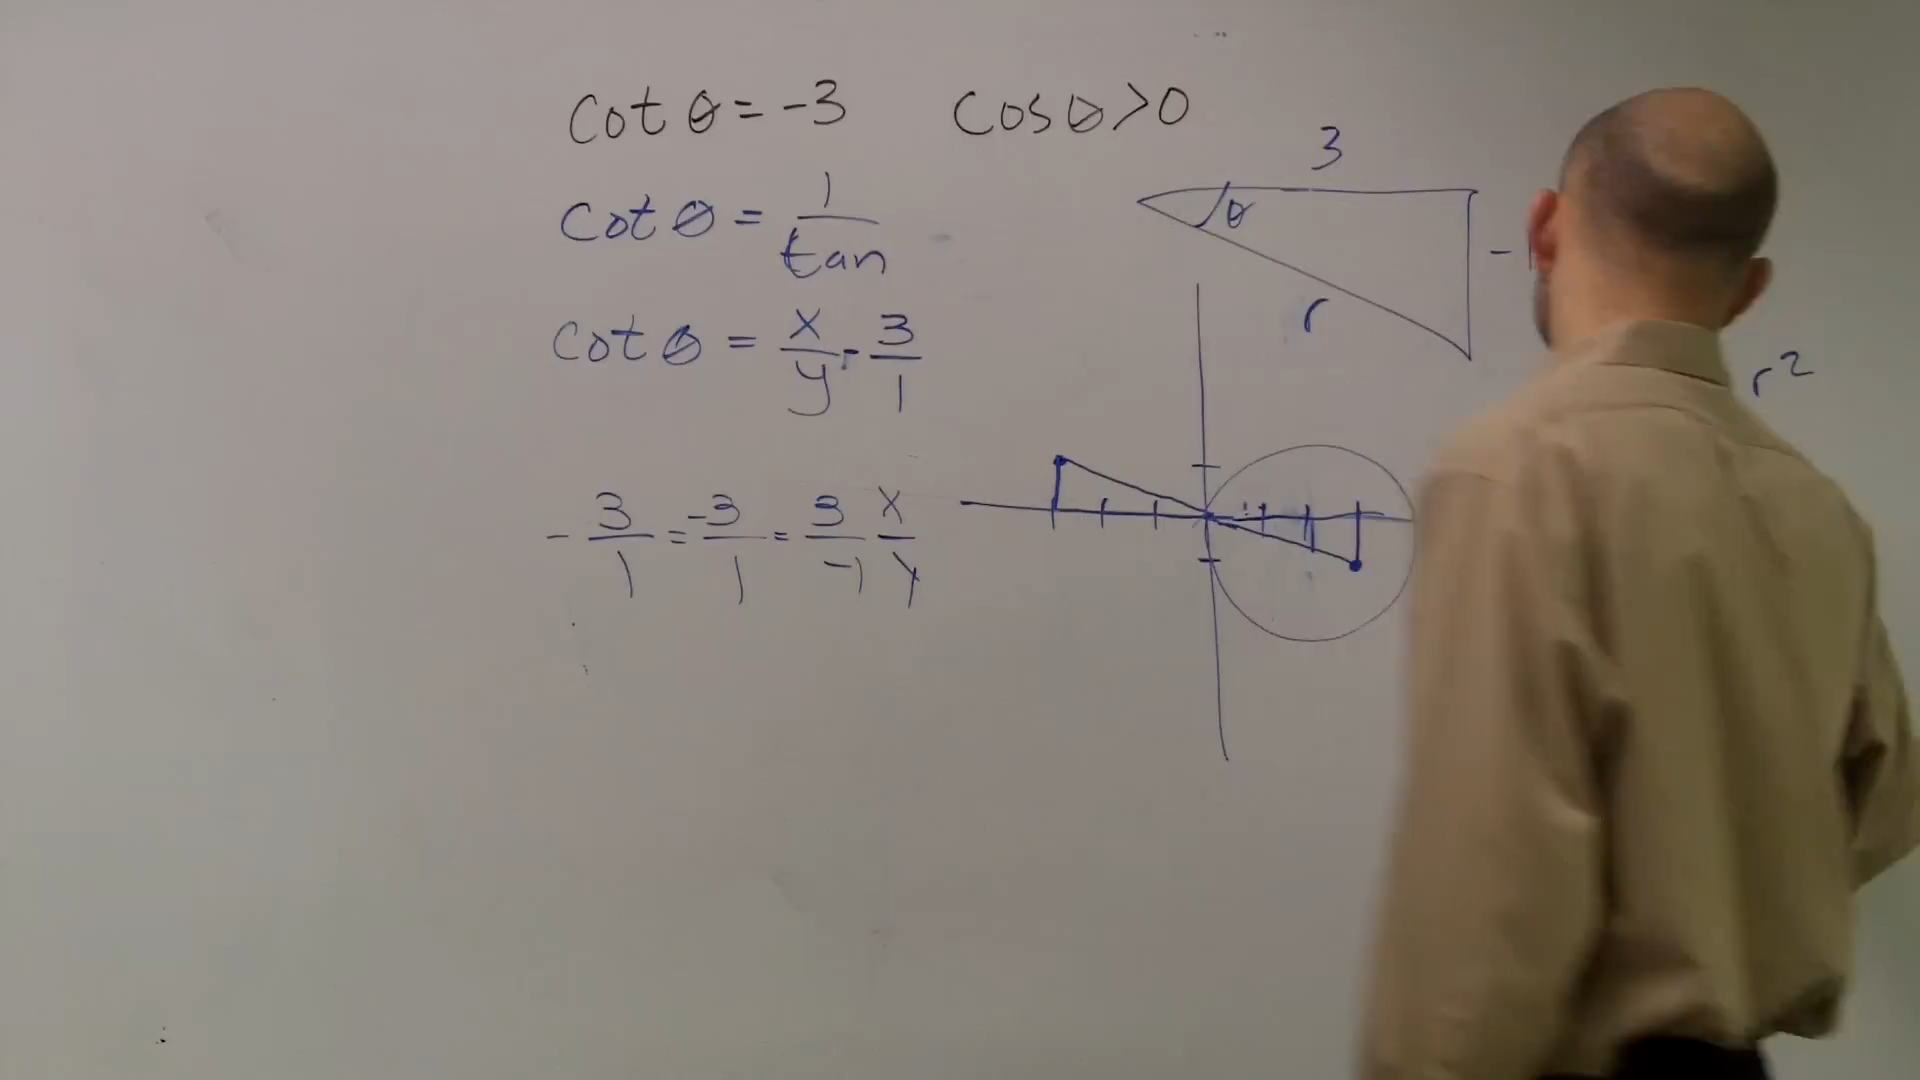 cot θ = -3 cos θ > 0
cot θ = 1/tan
cot θ = x/y · 3/1
-3/1 = -3/1 = 3/-1 x/y
3
θ
r
r²